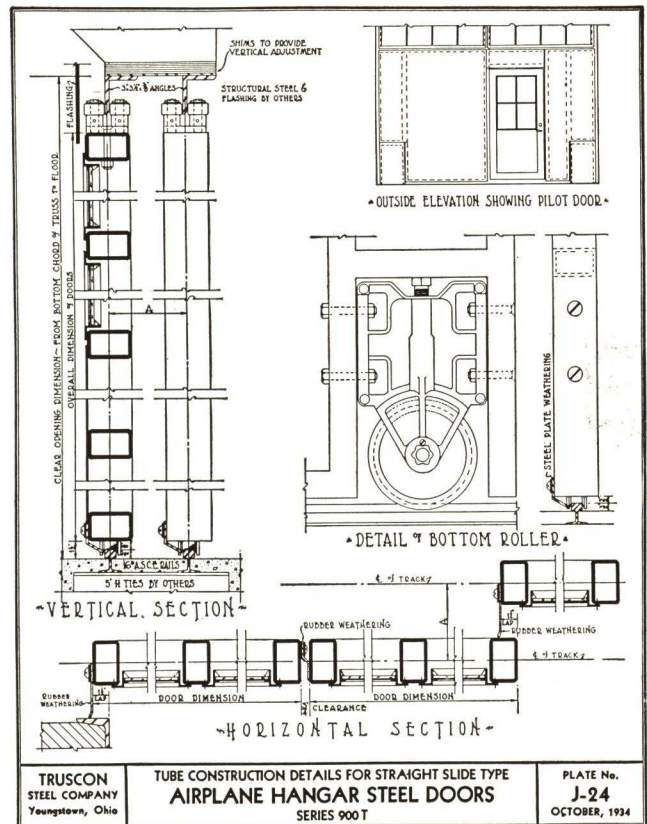 SHIMS TO PROVIDE
VERTICAL ADJUSTMENT
ANGLES
STRUCTURAL STEEL &
FLASHING BY OTHERS
FLASHING
CLEAR OPENING DIMENSION ~ FROM BOTTOM CHORD OF TRUSS TO FLOOR
OVERALL DIMENSION OF DOORS
A
A.S.C.E. RAILS
5' H TIES BY OTHERS
~VERTICAL SECTION~
OUTSIDE ELEVATION SHOWING PILOT DOOR
STEEL PLATE WEATHERING
DETAIL OF BOTTOM ROLLER
℄ OF TRACK
A
LAP
RUBBER WEATHERING
RUBBER WEATHERING
℄ OF TRACK
RUBBER
WEATHERING
LAP
DOOR DIMENSION
CLEARANCE
DOOR DIMENSION
~HORIZONTAL SECTION~
TRUSCON
STEEL COMPANY
Youngstown, Ohio
TUBE CONSTRUCTION DETAILS FOR STRAIGHT SLIDE TYPE
AIRPLANE HANGAR STEEL DOORS
SERIES 900 T
PLATE No.
J-24
OCTOBER, 1934